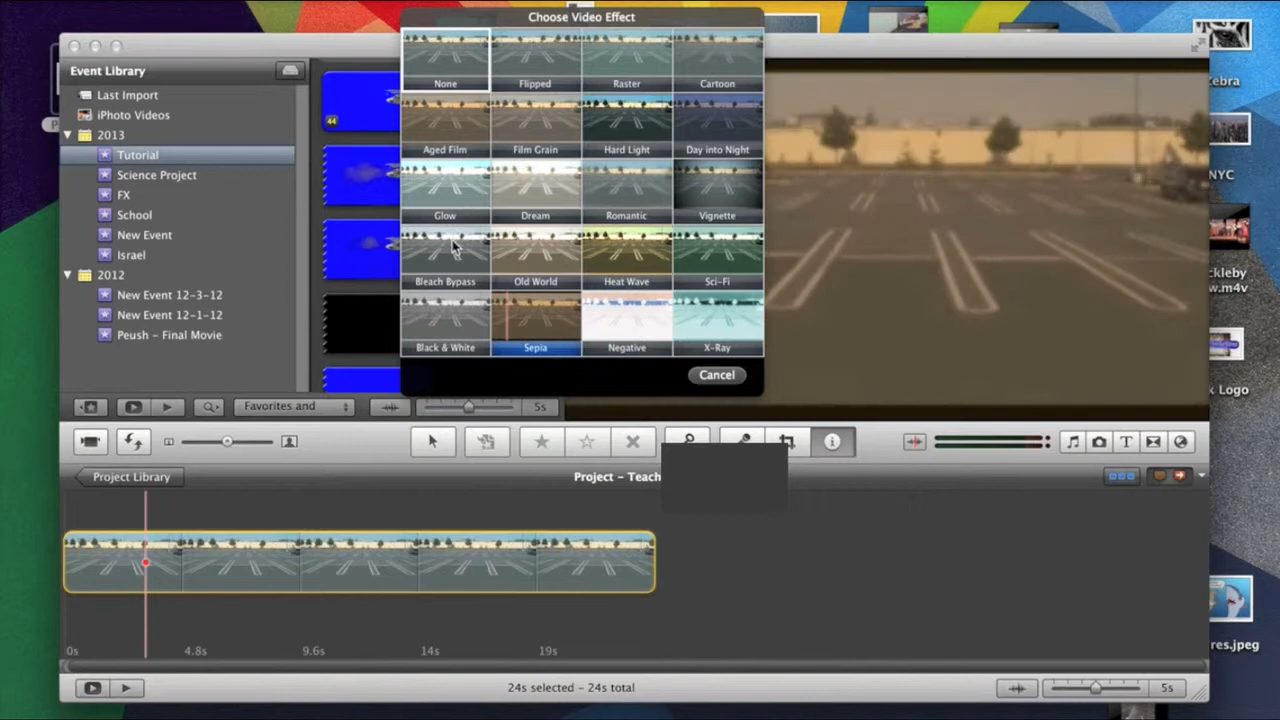 Choose Video Effect
Event Library
None
Flipped
Raster
Cartoon
Last Import
iPhoto Videos
2013
Aged Film
Film Grain
Hard Light
Day into Night
Tutorial
Science Project
FX
School
Glow
Dream
Romantic
Vignette
New Event
Israel
2012
Bleach Bypass
Old World
Heat Wave
Sci-Fi
New Event 12-3-12
New Event 12-1-12
Peush - Final Movie
Black & White
Sepia
Negative
X-Ray
Cancel
44
Favorites and
5s
Project Library
Project - Teach
0s
4.8s
9.6s
14s
19s
24s selected - 24s total
5s
NYC
w.m4v
Logo